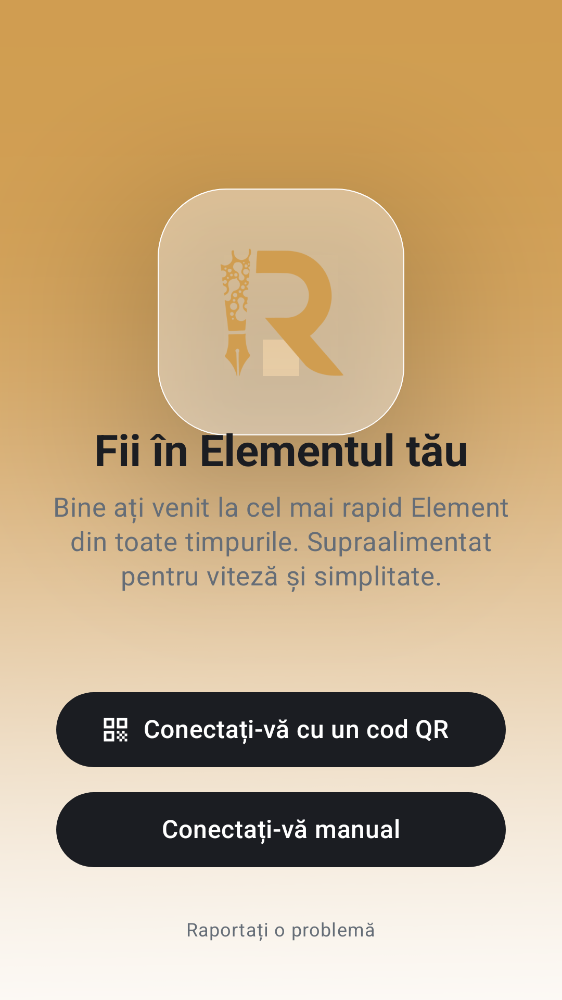 R
Fii în Elementul tău
Bine ați venit la cel mai rapid Element
din toate timpurile. Supraalimentat
pentru viteză și simplitate.
Conectați-vă cu un cod QR
Conectați-vă manual
Raportați o problemă